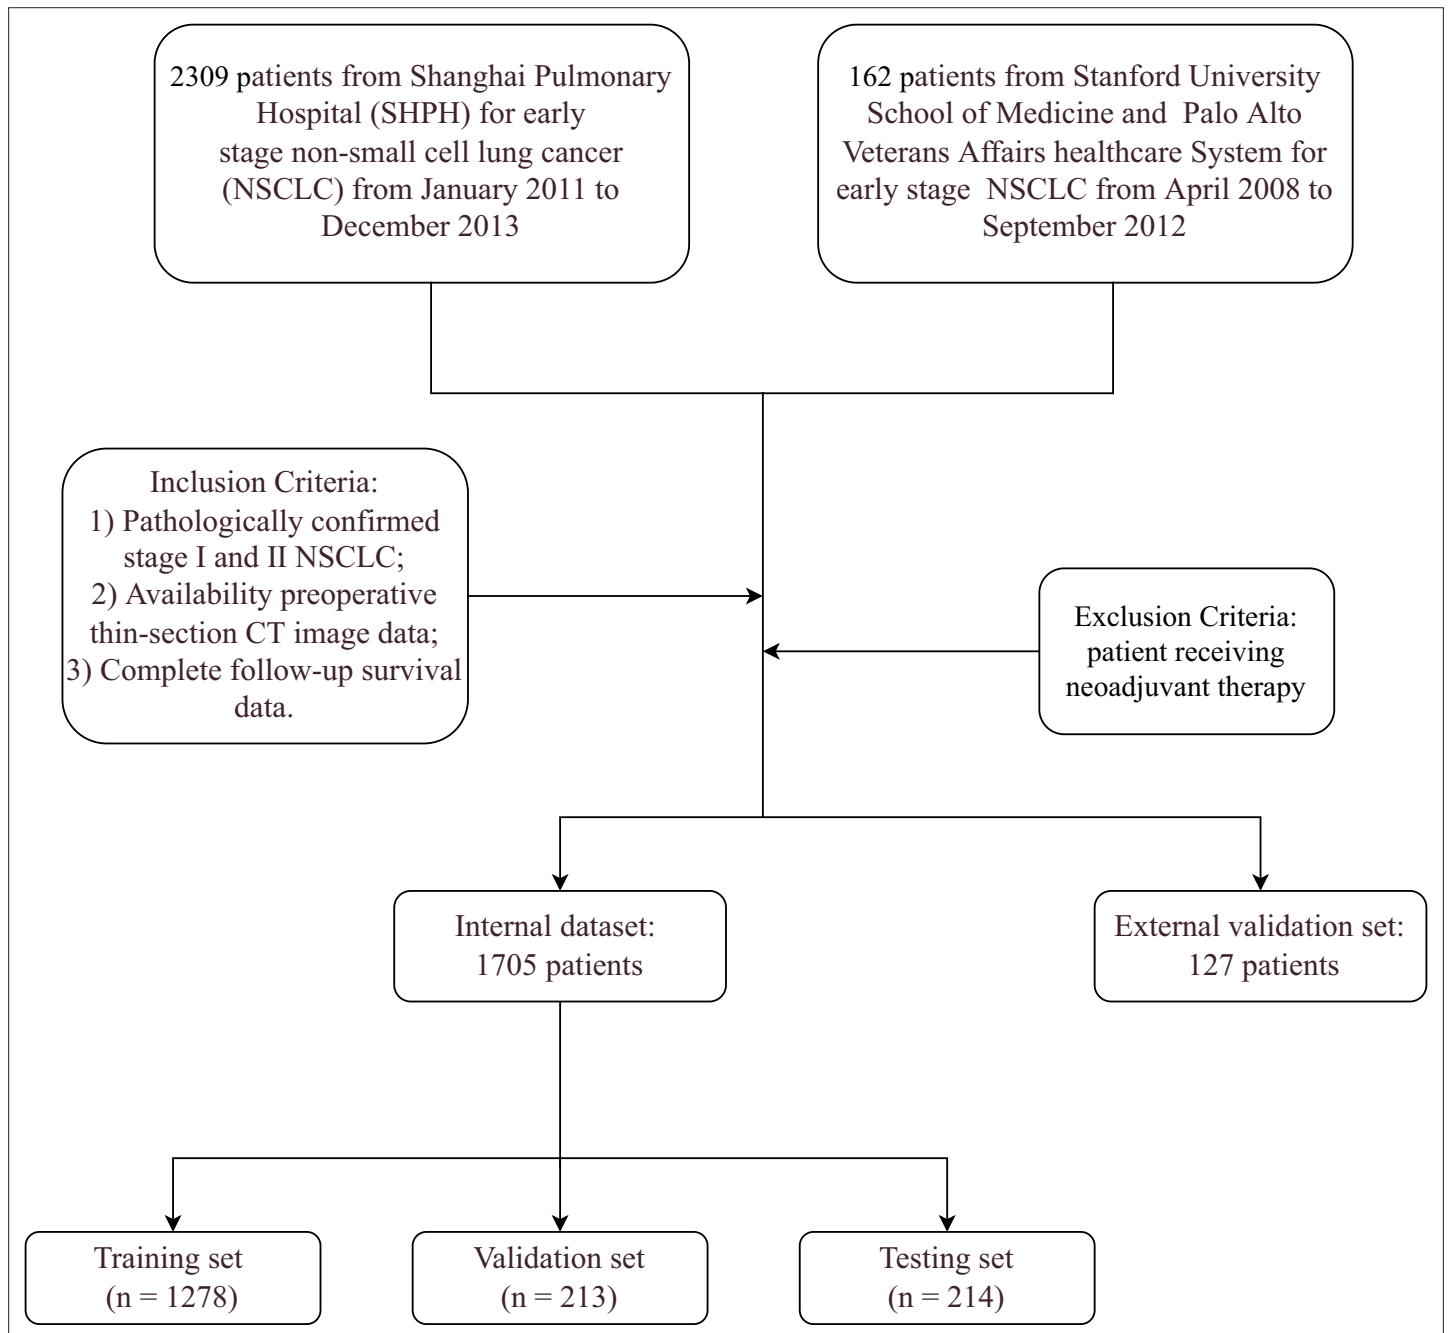 2309 patients from Shanghai Pulmonary
Hospital (SHPH) for early
stage non-small cell lung cancer
(NSCLC) from January 2011 to
December 2013
162 patients from Stanford University
School of Medicine and Palo Alto
Veterans Affairs healthcare System for
early stage NSCLC from April 2008 to
September 2012
Inclusion Criteria:
1) Pathologically confirmed
stage I and II NSCLC;
2) Availability preoperative
thin-section CT image data;
3) Complete follow-up survival
data.
Exclusion Criteria:
patient receiving
neoadjuvant therapy
Internal dataset:
1705 patients
External validation set:
127 patients
Training set
(n = 1278)
Validation set
(n = 213)
Testing set
(n = 214)